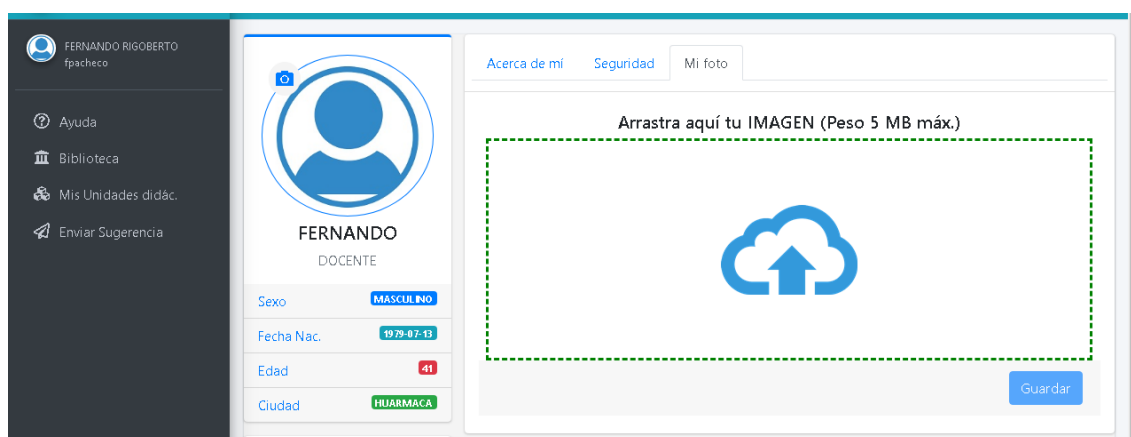 FERNANDO RIGOBERTO
fpacheco
Ayuda
Biblioteca
Mis Unidades didác.
Enviar Sugerencia
FERNANDO
DOCENTE
Sexo MASCULINO
Fecha Nac. 1979-07-13
Edad 41
Ciudad HUARMACA
Acerca de mí Seguridad Mi foto
Arrastra aquí tu IMAGEN (Peso 5 MB máx.)
Guardar